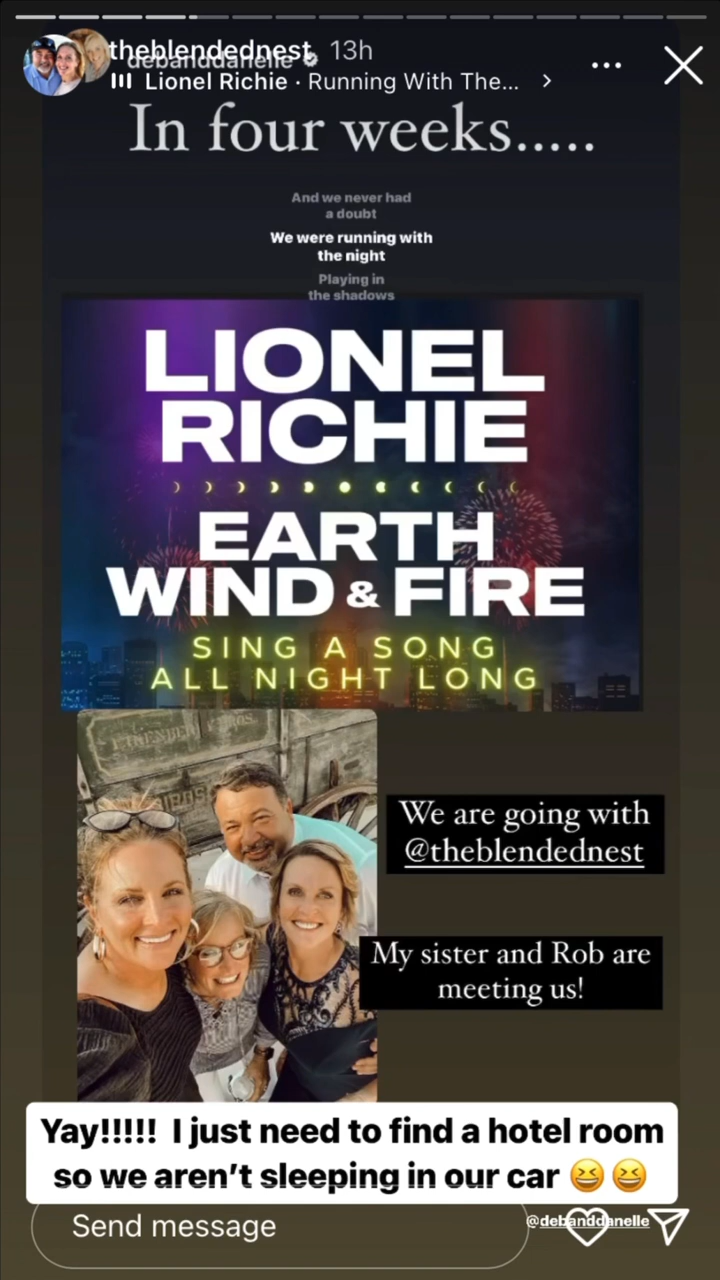 theblendednest 13h
debanddanelle
Lionel Richie · Running With The... >
In four weeks.....
And we never had
a doubt
We were running with
the night
Playing in
the shadows
LIONEL
RICHIE
EARTH
WIND & FIRE
SING A SONG
ALL NIGHT LONG
We are going with
@theblendednest
My sister and Rob are
meeting us!
Yay!!!!! I just need to find a hotel room
so we aren’t sleeping in our car 😆😆
Send message
@debanddanelle